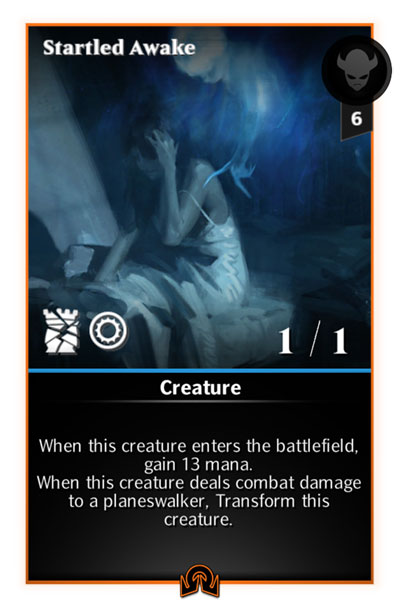 Startled Awake
6
1/1
Creature
When this creature enters the battlefield,
gain 13 mana.
When this creature deals combat damage
to a planeswalker, Transform this
creature.